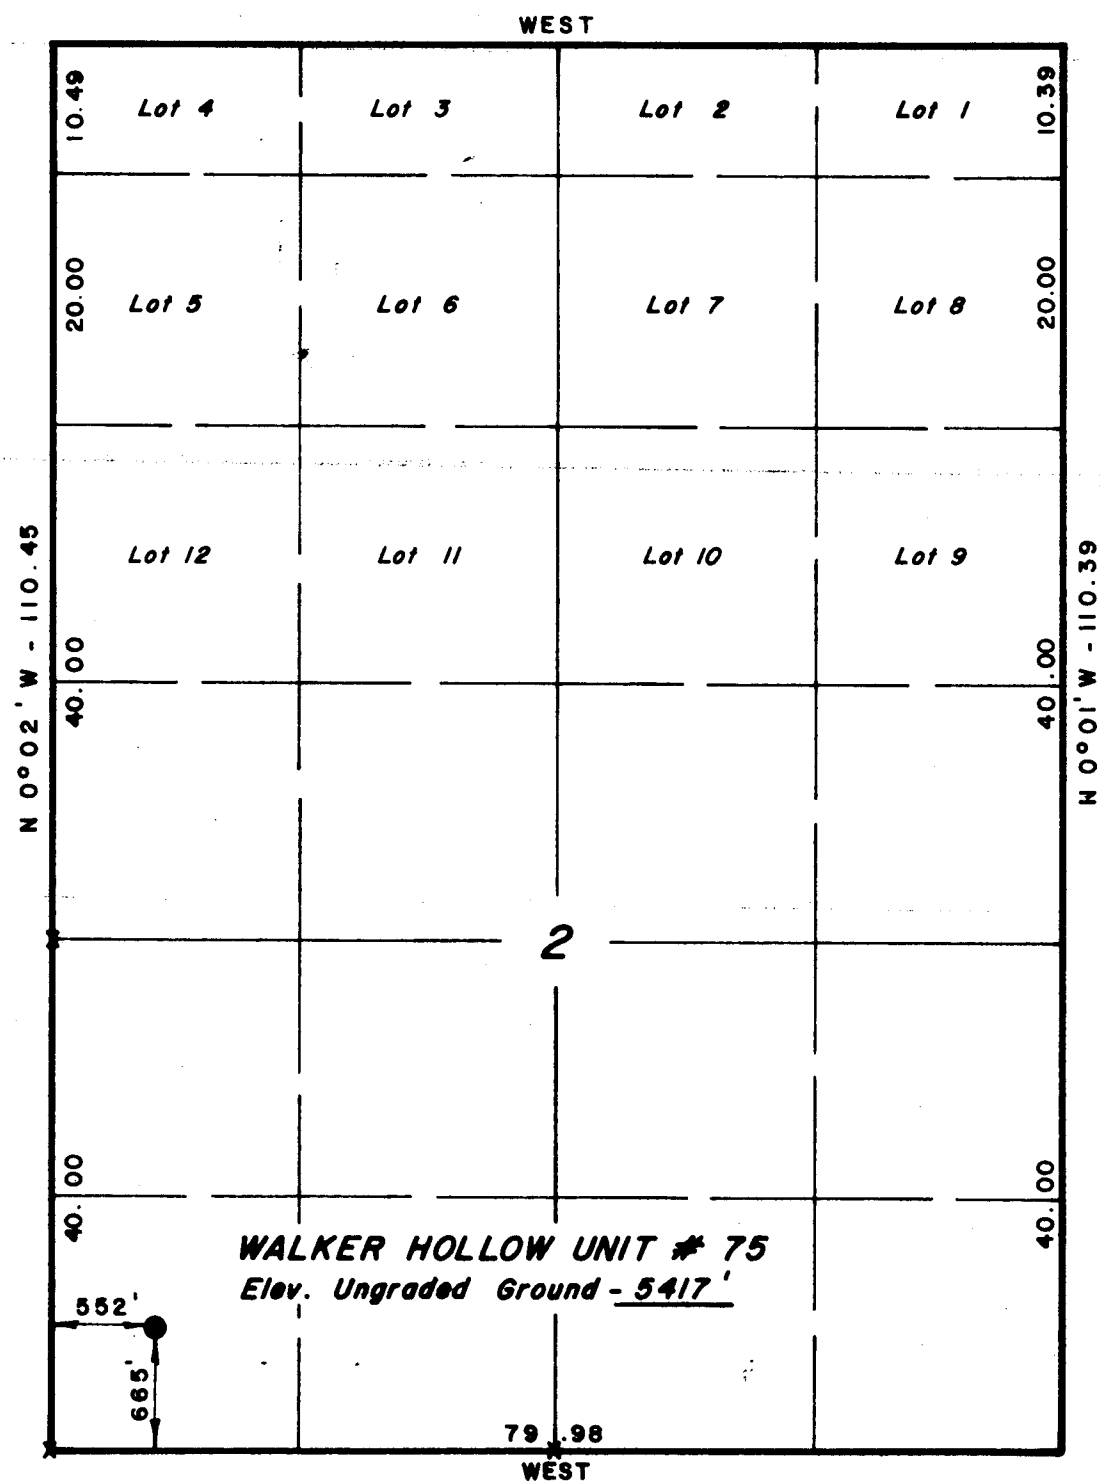 WEST
10.49
Lot 4
Lot 3
Lot 2
Lot 1
10.39
20.00
Lot 5
Lot 6
Lot 7
Lot 8
20.00
N 0°02' W - 110.45
Lot 12
Lot 11
Lot 10
Lot 9
N 0°01' W - 110.39
40.00
40.00
2
40.00
40.00
WALKER HOLLOW UNIT # 75
Elev. Ungraded Ground - 5417'
552'
665'
79.98
WEST